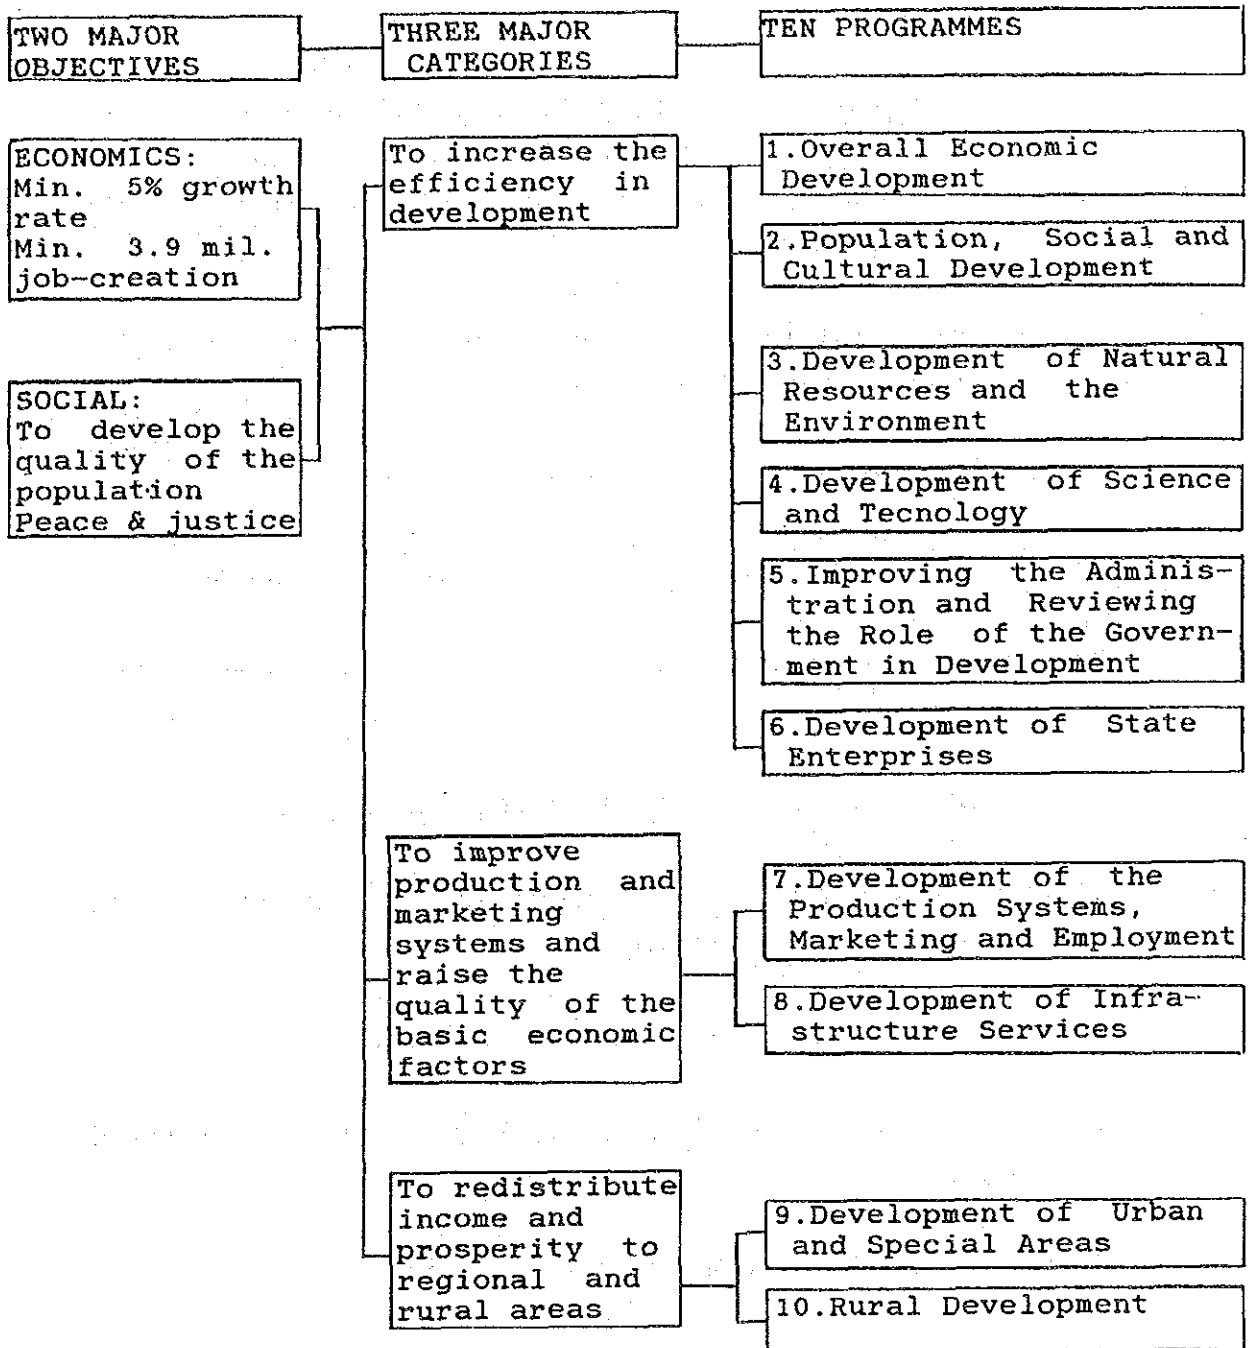 TWO MAJOR
OBJECTIVES
THREE MAJOR
CATEGORIES
TEN PROGRAMMES
ECONOMICS:
Min. 5% growth
rate
Min. 3.9 mil.
job-creation
SOCIAL:
To develop the
quality of the
population
Peace & justice
To increase the
efficiency in
development
1.Overall Economic
Development
2.Population, Social and
Cultural Development
3.Development of Natural
Resources and the
Environment
4.Development of Science
and Tecnology
5.Improving the Adminis-
tration and Reviewing
the Role of the Govern-
ment in Development
6.Development of State
Enterprises
To improve
production and
marketing
systems and
raise the
quality of the
basic economic
factors
7.Development of the
Production Systems,
Marketing and Employment
8.Development of Infra-
structure Services
To redistribute
income and
prosperity to
regional and
rural areas
9.Development of Urban
and Special Areas
10.Rural Development